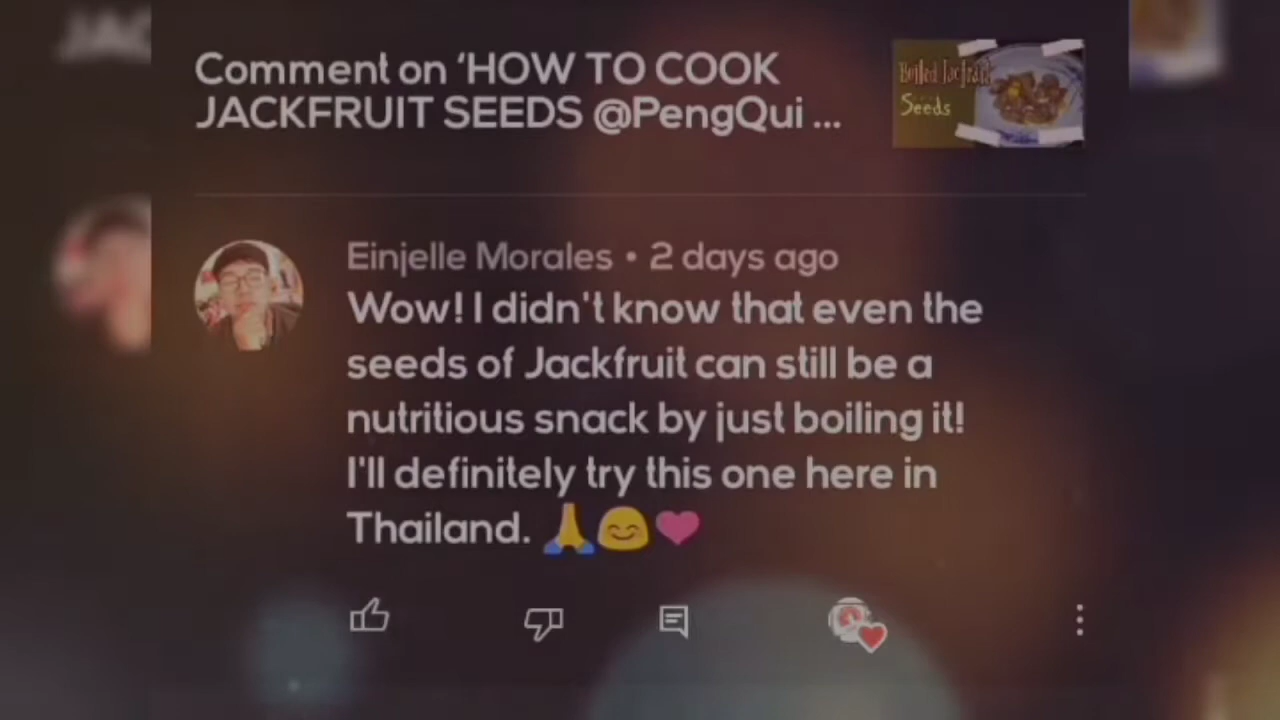 Comment on ‘HOW TO COOK
JACKFRUIT SEEDS @PengQui ...
Boiled Jackfruit
Seeds
Einjelle Morales • 2 days ago
Wow! I didn't know that even the
seeds of Jackfruit can still be a
nutritious snack by just boiling it!
I'll definitely try this one here in
Thailand. 🙏😊❤